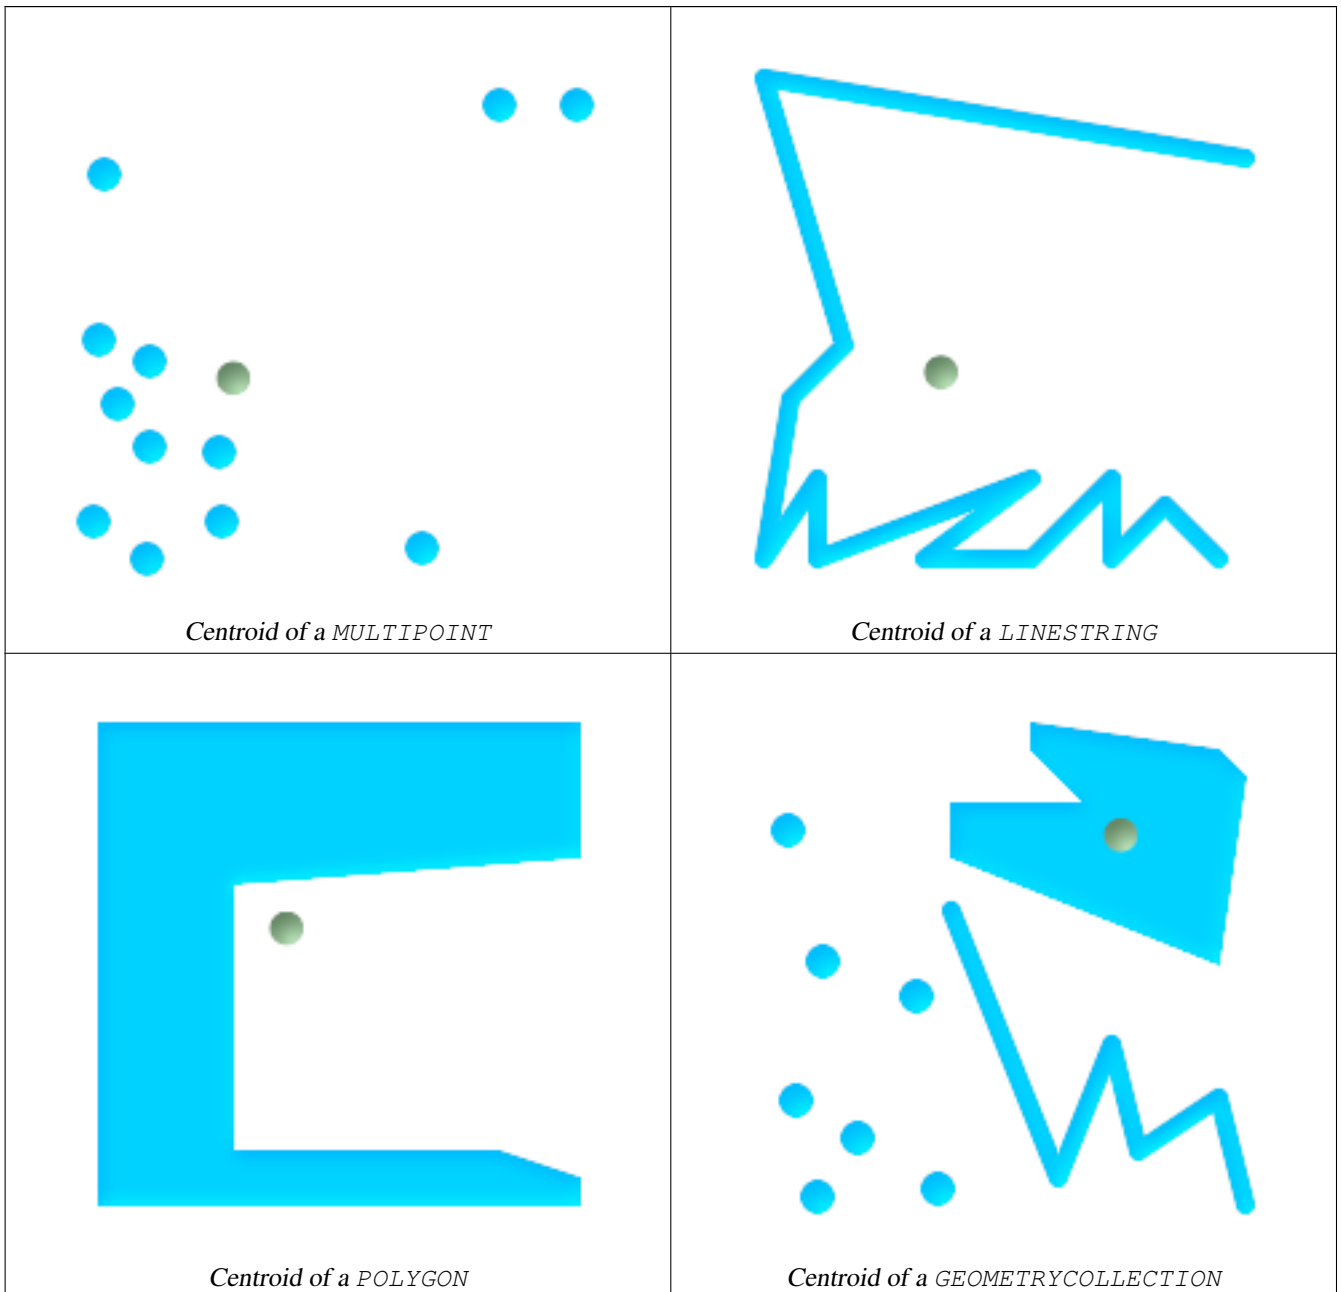 Centroid of a MULTIPOINT
Centroid of a LINESTRING
Centroid of a POLYGON
Centroid of a GEOMETRYCOLLECTION